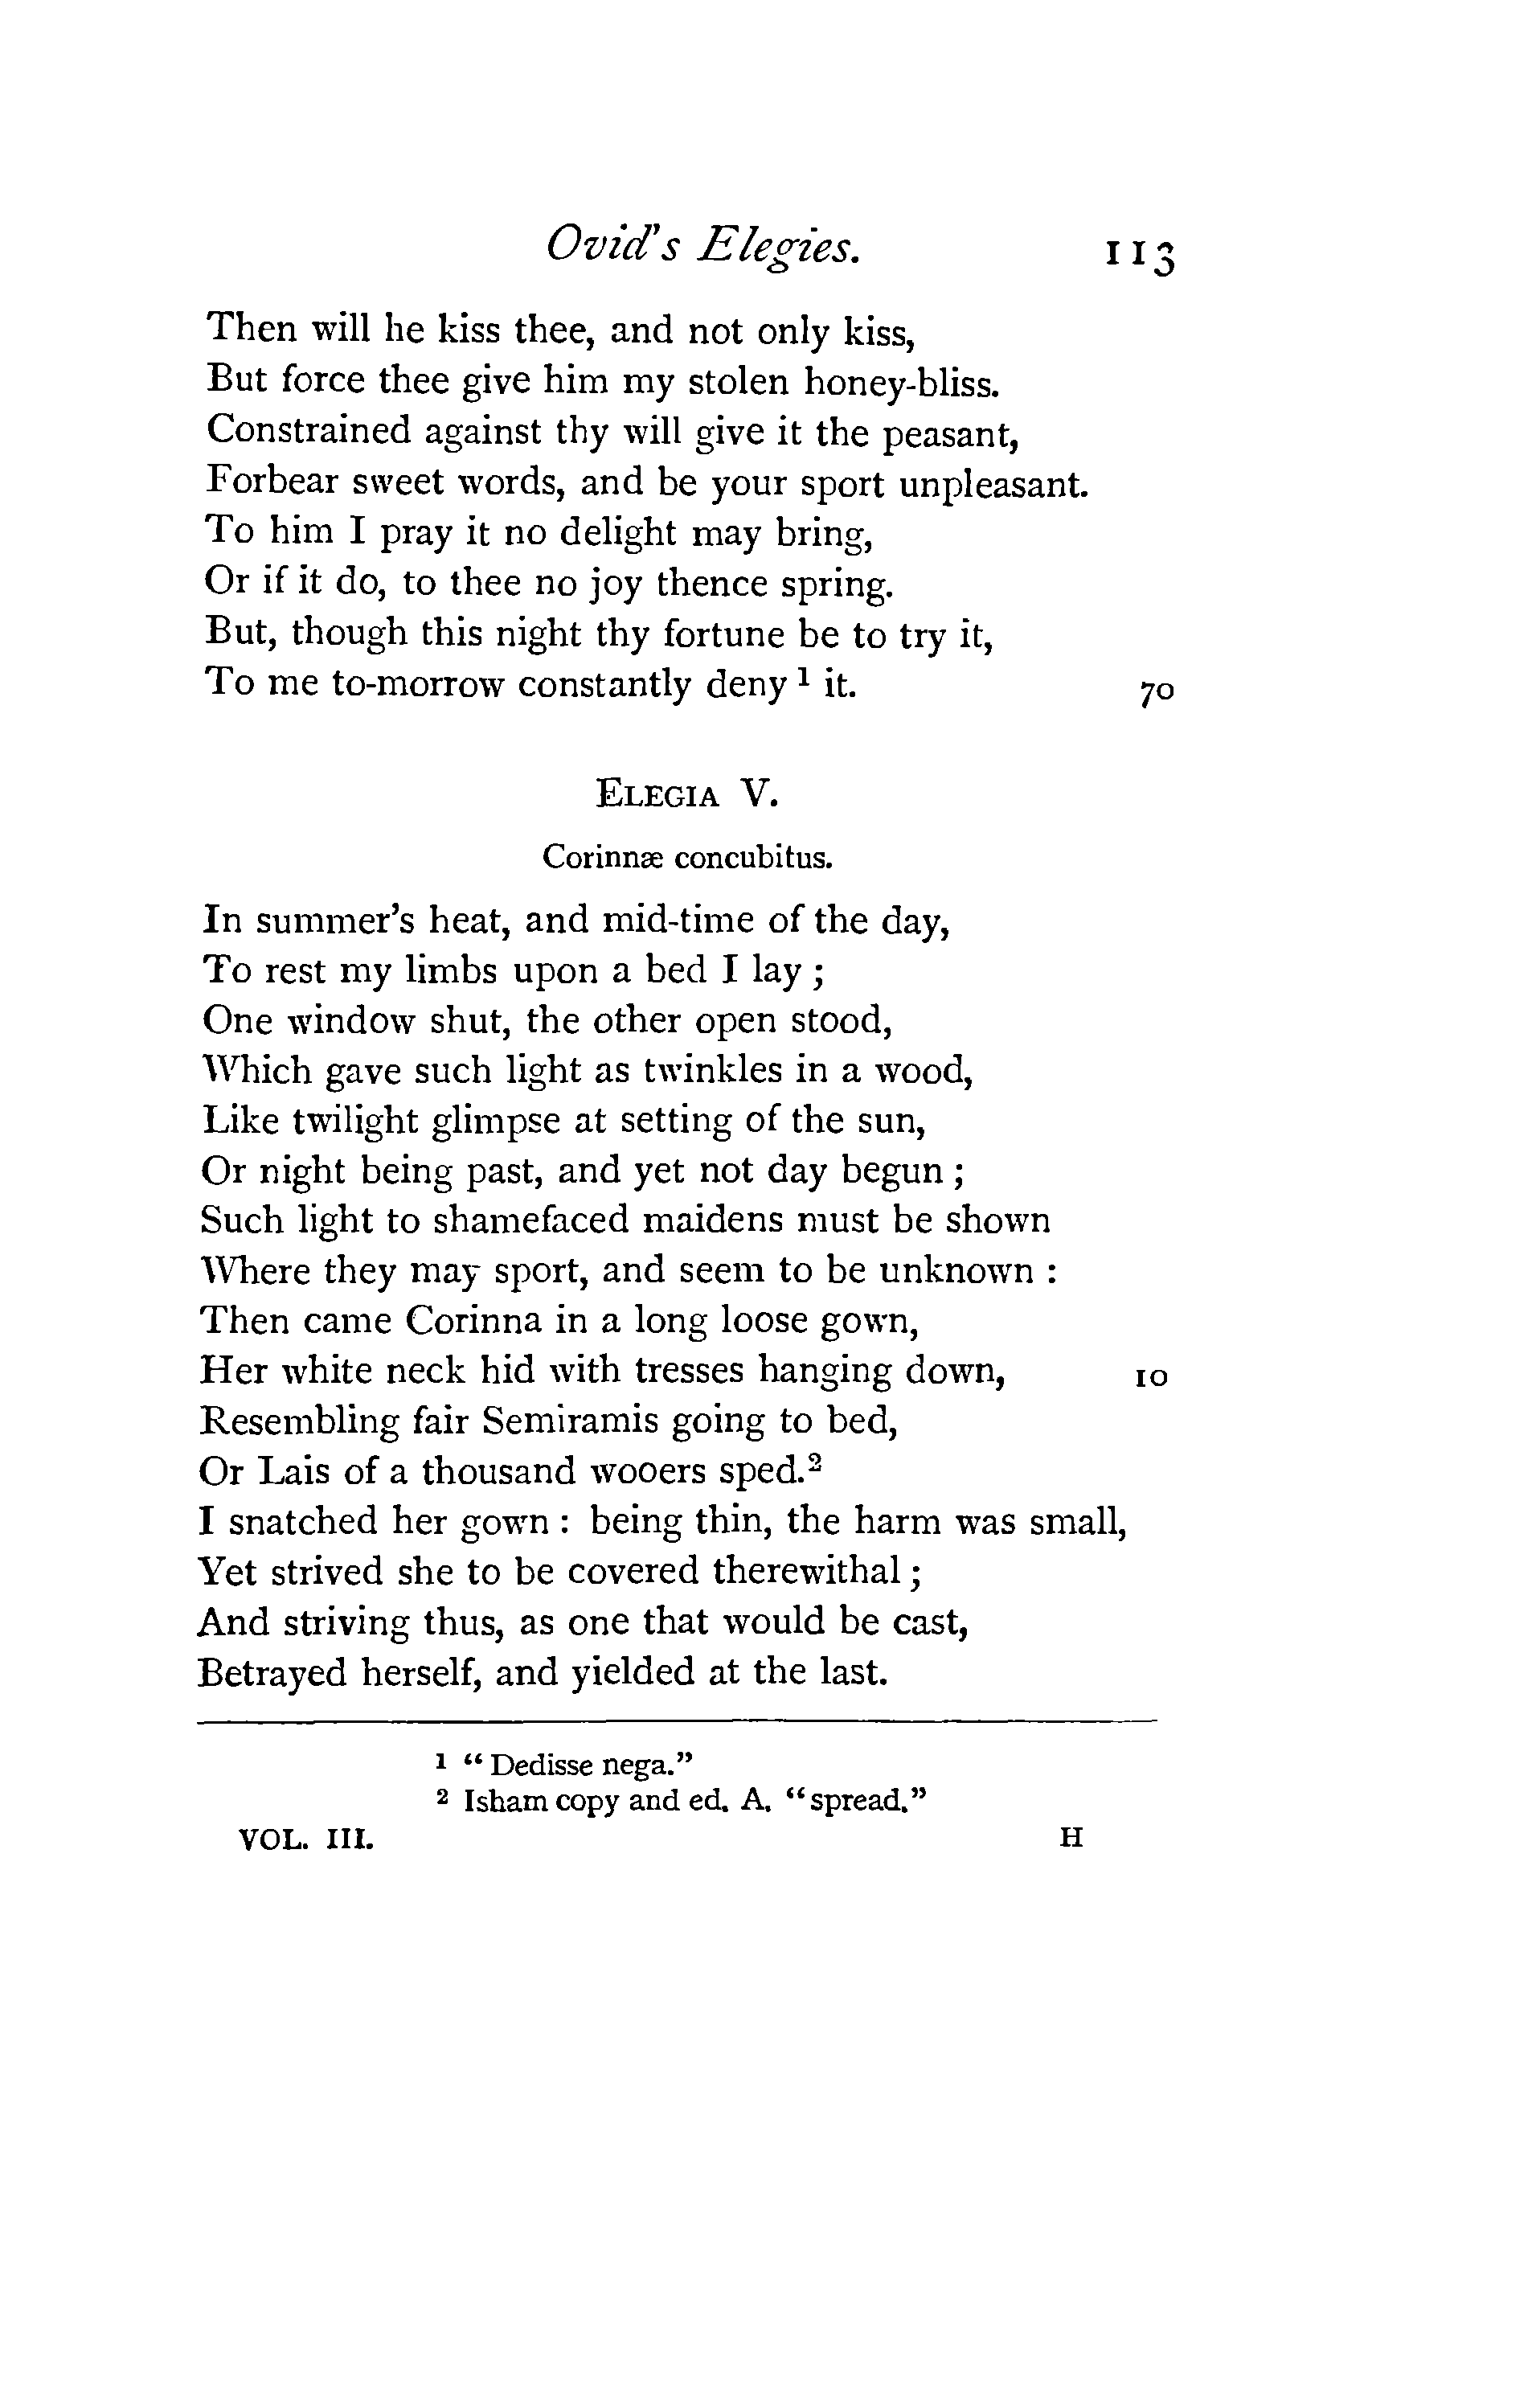 Ovid's Elegies. 113
Then will he kiss thee, and not only kiss,
But force thee give him my stolen honey-bliss.
Constrained against thy will give it the peasant,
Forbear sweet words, and be your sport unpleasant.
To him I pray it no delight may bring,
Or if it do, to thee no joy thence spring.
But, though this night thy fortune be to try it,
To me to-morrow constantly deny ¹ it. 70
ELEGIA V.
Corinnæ concubitus.
In summer's heat, and mid-time of the day,
To rest my limbs upon a bed I lay ;
One window shut, the other open stood,
Which gave such light as twinkles in a wood,
Like twilight glimpse at setting of the sun,
Or night being past, and yet not day begun ;
Such light to shamefaced maidens must be shown
Where they may sport, and seem to be unknown :
Then came Corinna in a long loose gown,
Her white neck hid with tresses hanging down, 10
Resembling fair Semiramis going to bed,
Or Lais of a thousand wooers sped.²
I snatched her gown : being thin, the harm was small,
Yet strived she to be covered therewithal ;
And striving thus, as one that would be cast,
Betrayed herself, and yielded at the last.
¹ “ Dedisse nega.”
² Isham copy and ed. A. “spread.”
VOL. III. H